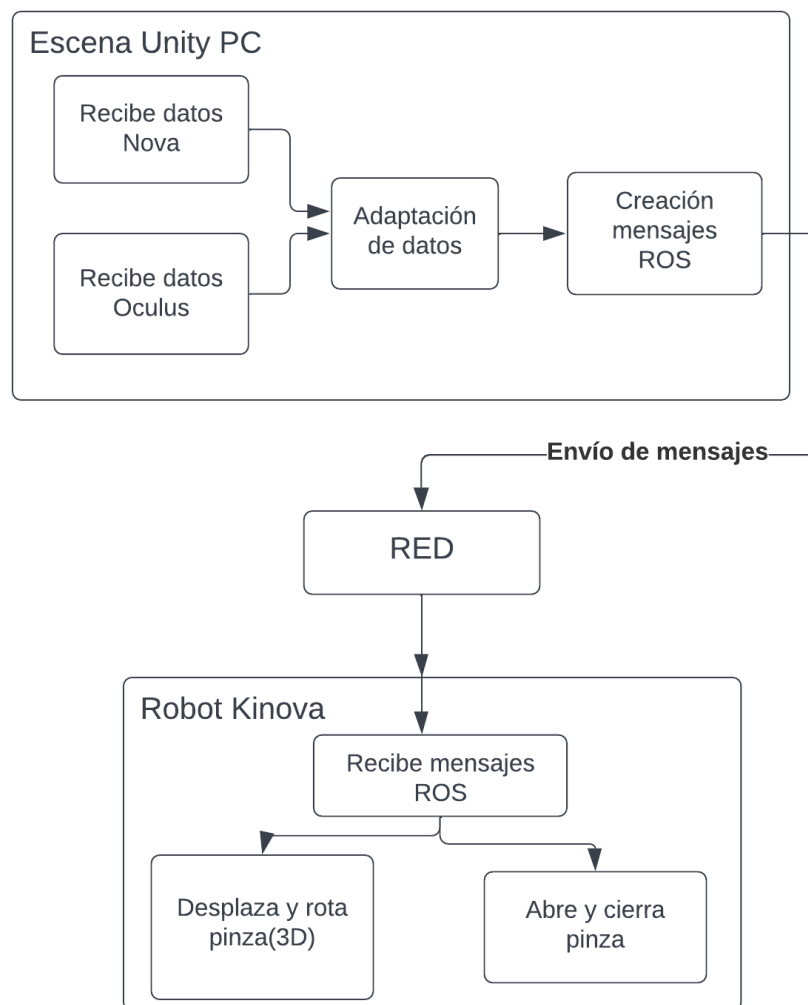 Escena Unity PC
Recibe datos
Nova
Recibe datos
Oculus
Adaptación
de datos
Creación
mensajes
ROS
Envío de mensajes
RED
Robot Kinova
Recibe mensajes
ROS
Desplaza y rota
pinza(3D)
Abre y cierra
pinza